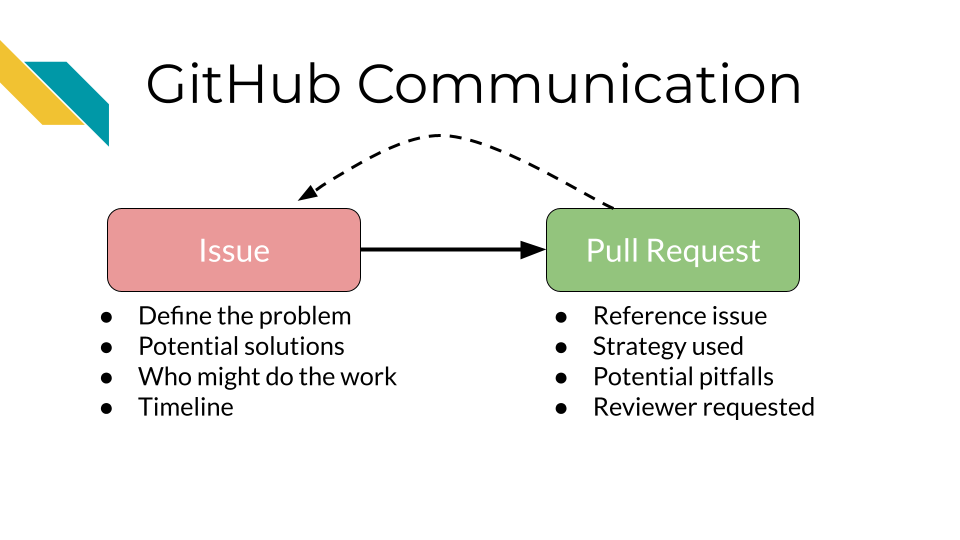 GitHub Communication
Issue
Pull Request
● Define the problem
● Potential solutions
● Who might do the work
● Timeline
● Reference issue
● Strategy used
● Potential pitfalls
● Reviewer requested